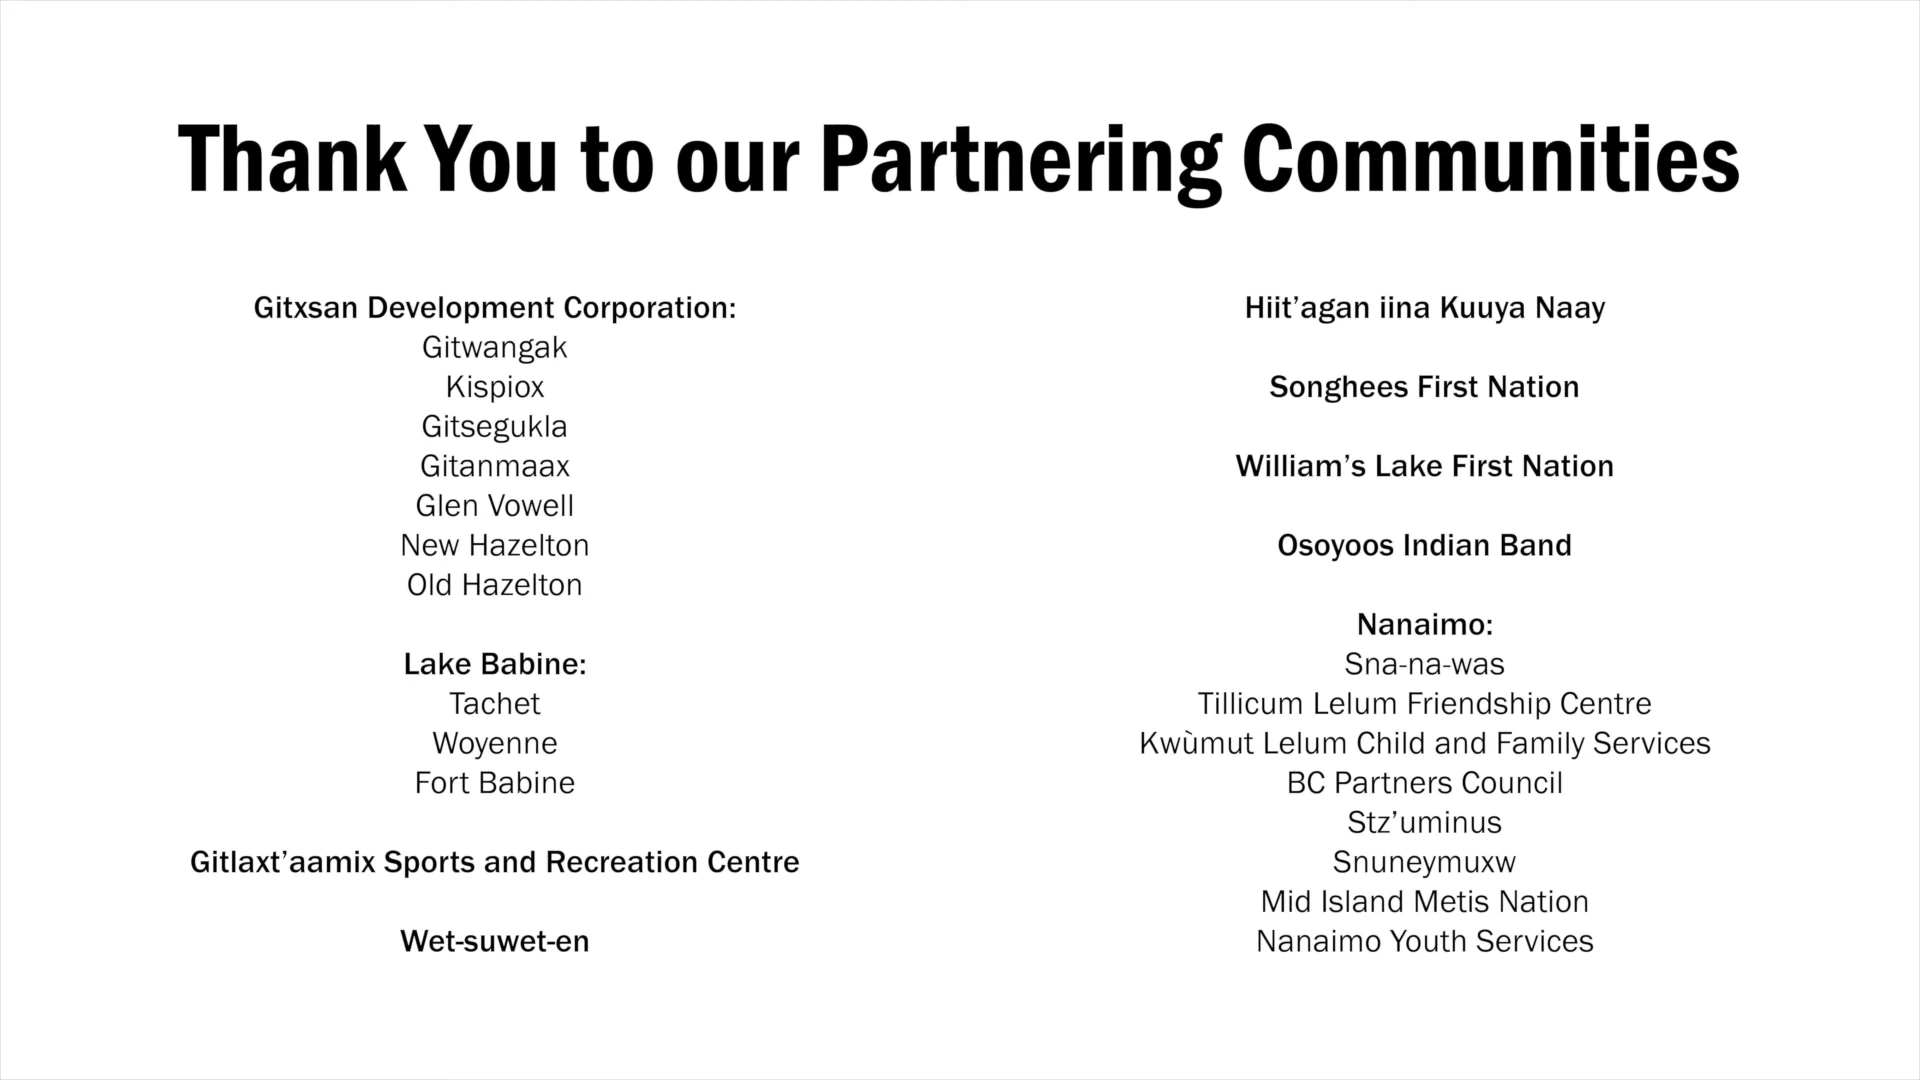 Thank You to our Partnering Communities
Gitxsan Development Corporation:
Gitwangak
Kispiox
Gitsegukla
Gitanmaax
Glen Vowell
New Hazelton
Old Hazelton
Lake Babine:
Tachet
Woyenne
Fort Babine
Gitlaxt’aamix Sports and Recreation Centre
Wet-suwet-en
Hiit’agan iina Kuuya Naay
Songhees First Nation
William’s Lake First Nation
Osoyoos Indian Band
Nanaimo:
Sna-na-was
Tillicum Lelum Friendship Centre
Kwùmut Lelum Child and Family Services
BC Partners Council
Stz’uminus
Snuneymuxw
Mid Island Metis Nation
Nanaimo Youth Services